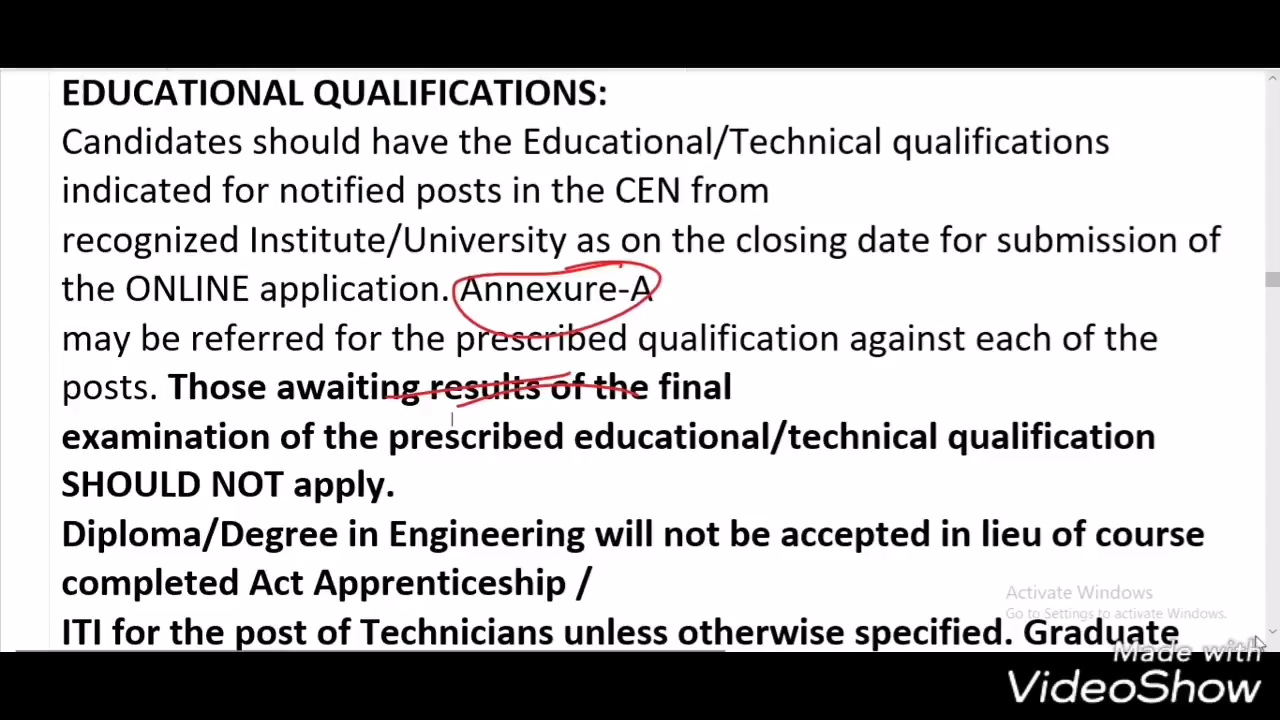 EDUCATIONAL QUALIFICATIONS:
Candidates should have the Educational/Technical qualifications
indicated for notified posts in the CEN from
recognized Institute/University as on the closing date for submission of
the ONLINE application. Annexure-A
may be referred for the prescribed qualification against each of the
posts. Those awaiting results of the final
examination of the prescribed educational/technical qualification
SHOULD NOT apply.
Diploma/Degree in Engineering will not be accepted in lieu of course
completed Act Apprenticeship /
ITI for the post of Technicians unless otherwise specified. Graduate
Activate Windows
Go to Settings to activate Windows.
Made with
VideoShow